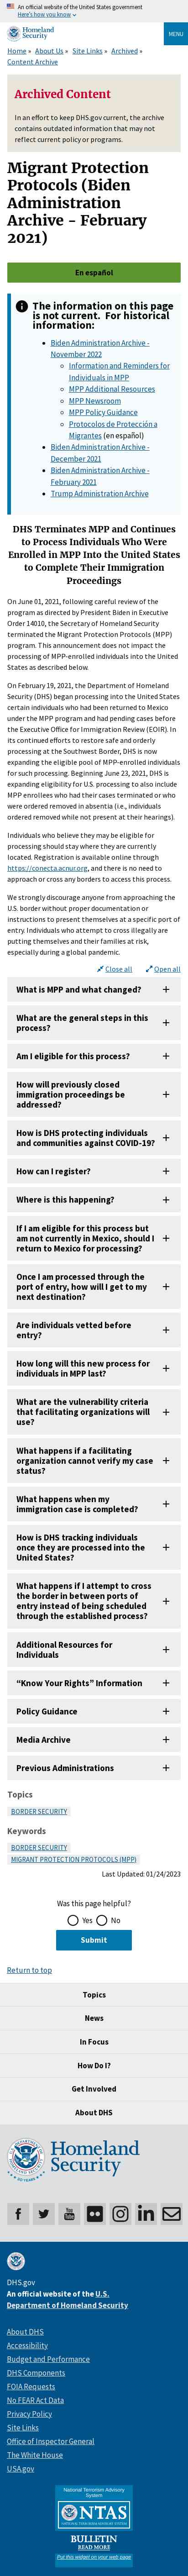 An official website of the United States government
Here's how you know
Homeland
Security
MENU
Home » About Us » Site Links » Archived »
Content Archive
Archived Content
In an effort to keep DHS.gov current, the archive
contains outdated information that may not
reflect current policy or programs.
Migrant Protection
Protocols (Biden
Administration
Archive - February
2021)
En español
The information on this page
is not current. For historical
information:
Biden Administration Archive -
November 2022
Information and Reminders for
Individuals in MPP
MPP Additional Resources
MPP Newsroom
MPP Policy Guidance
Protocolos de Protección a
Migrantes (en español)
Biden Administration Archive -
December 2021
Biden Administration Archive -
February 2021
Trump Administration Archive
DHS Terminates MPP and Continues
to Process Individuals Who Were
Enrolled in MPP Into the United States
to Complete Their Immigration
Proceedings
On June 01, 2021, following careful review of the
program as directed by President Biden in Executive
Order 14010, the Secretary of Homeland Security
terminated the Migrant Protection Protocols (MPP)
program. This announcement does not impact the
processing of MPP-enrolled individuals into the United
States as described below.
On February 19, 2021, the Department of Homeland
Security (DHS) began processing into the United States
certain individuals who had been returned to Mexico
under the MPP program and had pending cases before
the Executive Office for Immigration Review (EOIR). In
its continued efforts to restore safe and orderly
processing at the Southwest Border, DHS is now
expanding the eligible pool of MPP-enrolled individuals
for such processing. Beginning June 23, 2021, DHS is
expanding eligibility for U.S. processing to also include
MPP enrollees who had their cases terminated or who
were ordered removed in absentia (i.e., individuals
ordered removed while not present at their hearings).
Individuals who believe they may be eligible for
processing should remain where they are currently
located. Registration is available online through
https://conecta.acnur.org, and there is no need to
approach or cross any borders to access this process.
We strongly discourage anyone from approaching the
U.S. border without proper documentation or
instructions to do so. Irregular travel puts individuals,
families, and children at considerable risk, especially
during a global pandemic.
Close all
Open all
What is MPP and what changed?
What are the general steps in this
process?
Am I eligible for this process?
How will previously closed
immigration proceedings be
addressed?
How is DHS protecting individuals
and communities against COVID-19?
How can I register?
Where is this happening?
If I am eligible for this process but
am not currently in Mexico, should I
return to Mexico for processing?
Once I am processed through the
port of entry, how will I get to my
next destination?
Are individuals vetted before
entry?
How long will this new process for
individuals in MPP last?
What are the vulnerability criteria
that facilitating organizations will
use?
What happens if a facilitating
organization cannot verify my case
status?
What happens when my
immigration case is completed?
How is DHS tracking individuals
once they are processed into the
United States?
What happens if I attempt to cross
the border in between ports of
entry instead of being scheduled
through the established process?
Additional Resources for
Individuals
“Know Your Rights” Information
Policy Guidance
Media Archive
Previous Administrations
Topics
BORDER SECURITY
Keywords
BORDER SECURITY
MIGRANT PROTECTION PROTOCOLS (MPP)
Last Updated: 01/24/2023
Was this page helpful?
Yes
No
Submit
Return to top
Topics
News
In Focus
How Do I?
Get Involved
About DHS
Homeland
Security
You
Tube
DHS.gov
An official website of the U.S.
Department of Homeland Security
About DHS
Accessibility
Budget and Performance
DHS Components
FOIA Requests
No FEAR Act Data
Privacy Policy
Site Links
Office of Inspector General
The White House
USA.gov
National Terrorism Advisory
System
NTAS
NATIONAL TERRORISM ADVISORY SYSTEM
BULLETIN
READ MORE
Put this widget on your web page